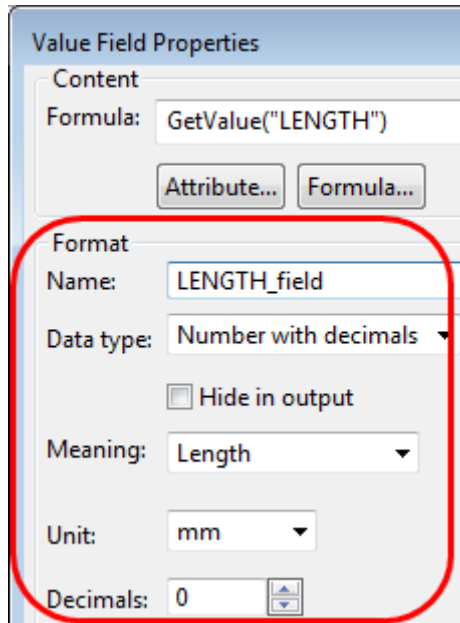 Value Field Properties
Content
Formula: GetValue("LENGTH")
Attribute... Formula...
Format
Name: LENGTH_field
Data type: Number with decimals
Hide in output
Meaning: Length
Unit: mm
Decimals: 0